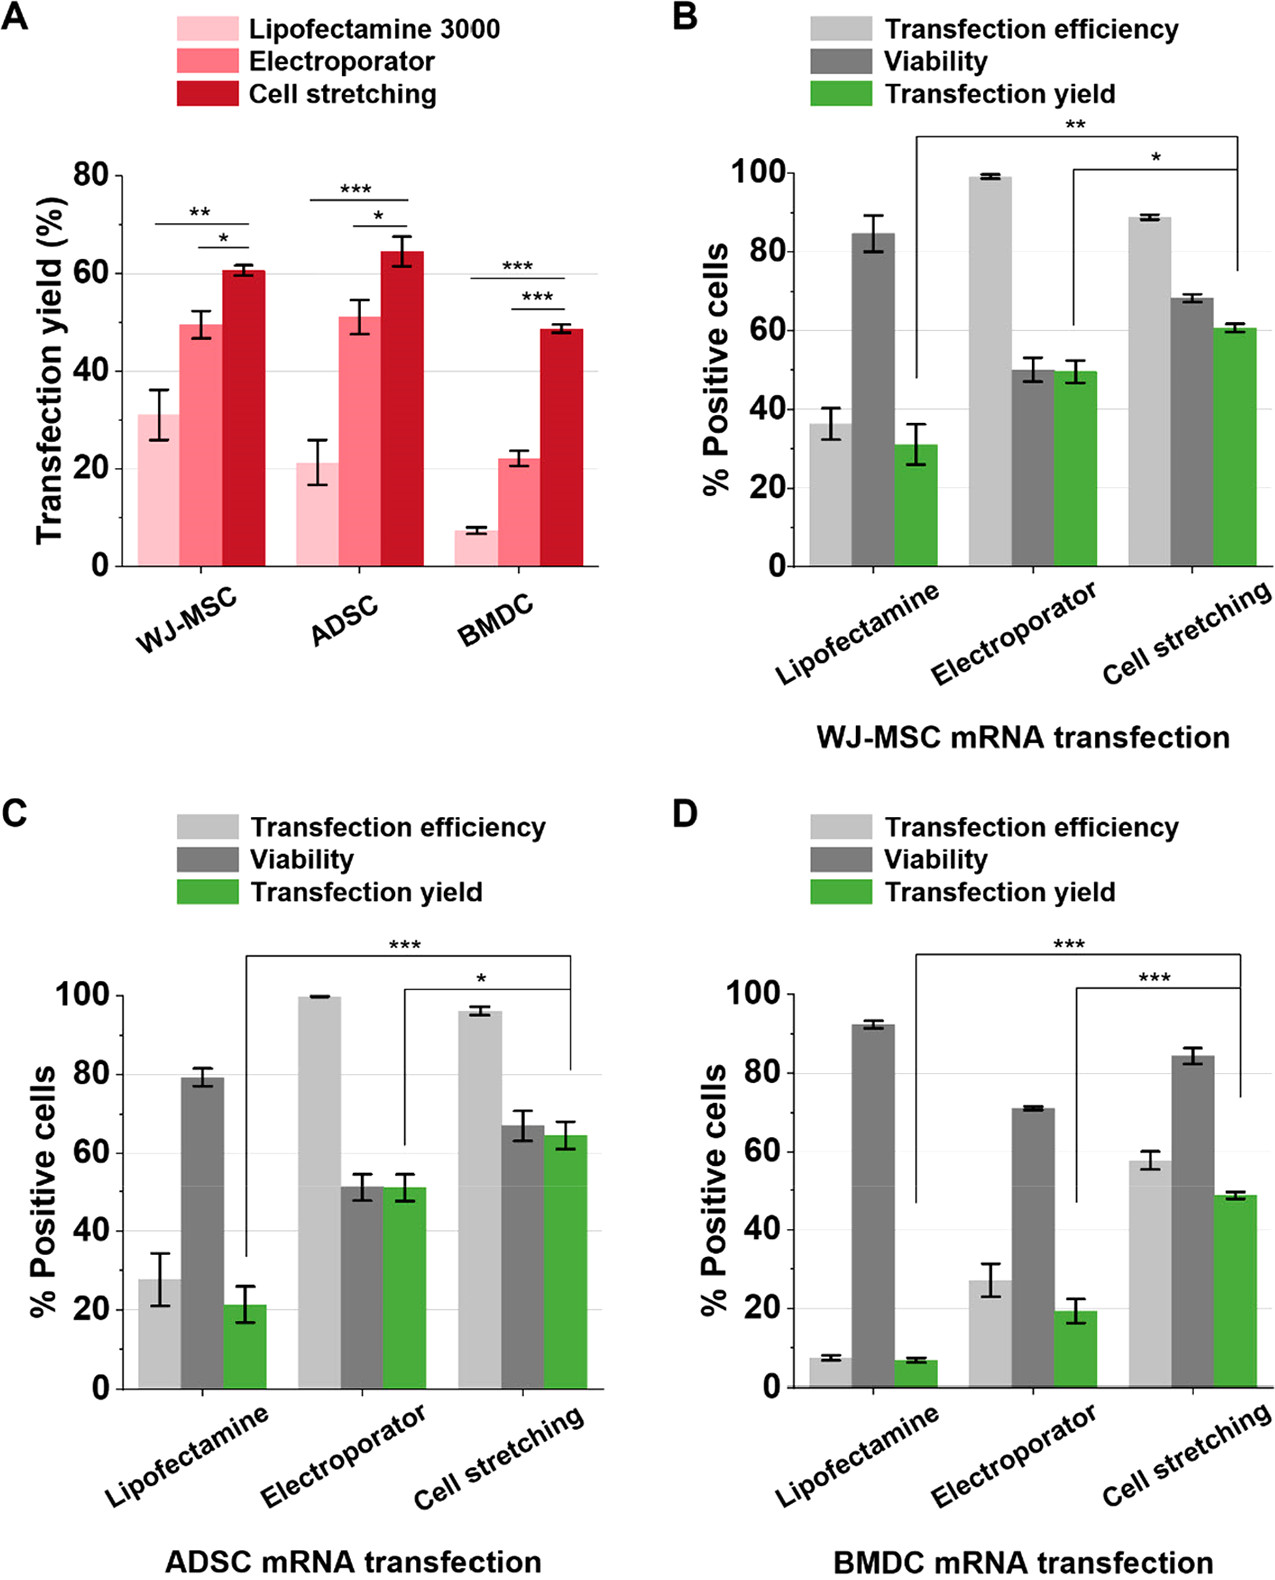 A
Lipofectamine 3000
Electroporator
Cell stretching
Transfection yield (%)
80
60
40
20
0
**
*
***
*
***
***
WJ-MSC
ADSC
BMDC
B
Transfection efficiency
Viability
Transfection yield
% Positive cells
100
80
60
40
20
0
**
*
Lipofectamine
Electroporator
Cell stretching
WJ-MSC mRNA transfection
C
Transfection efficiency
Viability
Transfection yield
% Positive cells
100
80
60
40
20
0
***
*
Lipofectamine
Electroporator
Cell stretching
ADSC mRNA transfection
D
Transfection efficiency
Viability
Transfection yield
% Positive cells
100
80
60
40
20
0
***
***
Lipofectamine
Electroporator
Cell stretching
BMDC mRNA transfection